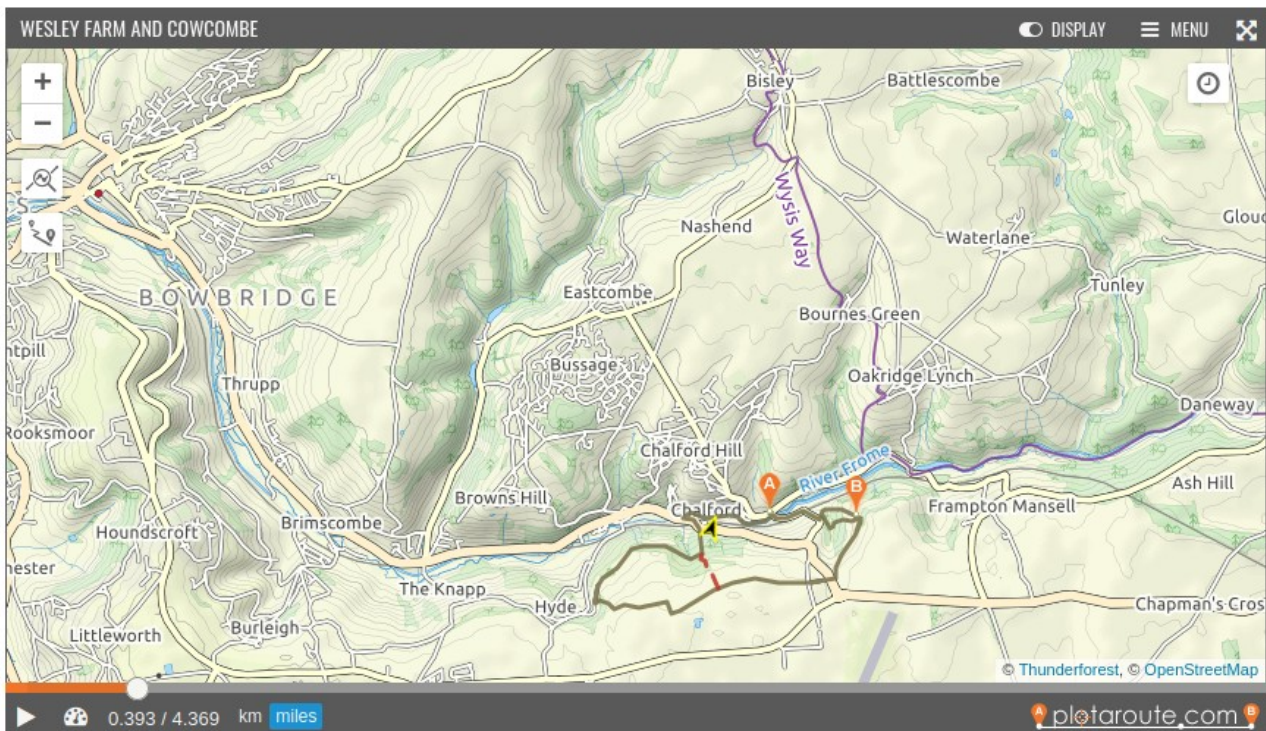 WESLEY FARM AND COWCOMBE
DISPLAY
MENU
+
−
Bisley
Battlescombe
Wysis Way
Nashend
Glouc
Waterlane
Tunley
Eastcombe
BOWBRIDGE
Bournes Green
ntpill
Bussage
Thrupp
Oakridge Lynch
Daneway
Rooksmoor
Chalford Hill
River Frome
Ash Hill
A
B
Browns Hill
Chalford
Frampton Mansell
Brimscombe
Houndscroft
hester
The Knapp
Hyde
Chapman's Cros
Littleworth
Burleigh
© Thunderforest, © OpenStreetMap
0.393 / 4.369 km miles
A plotaroute.com B